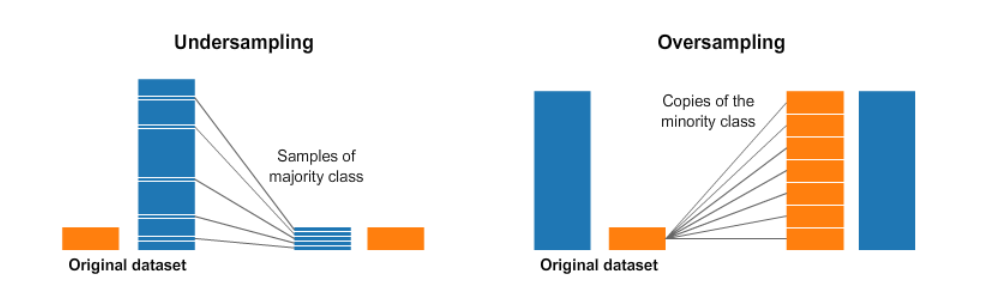 Undersampling
Samples of
majority class
Original dataset
Oversampling
Copies of the
minority class
Original dataset